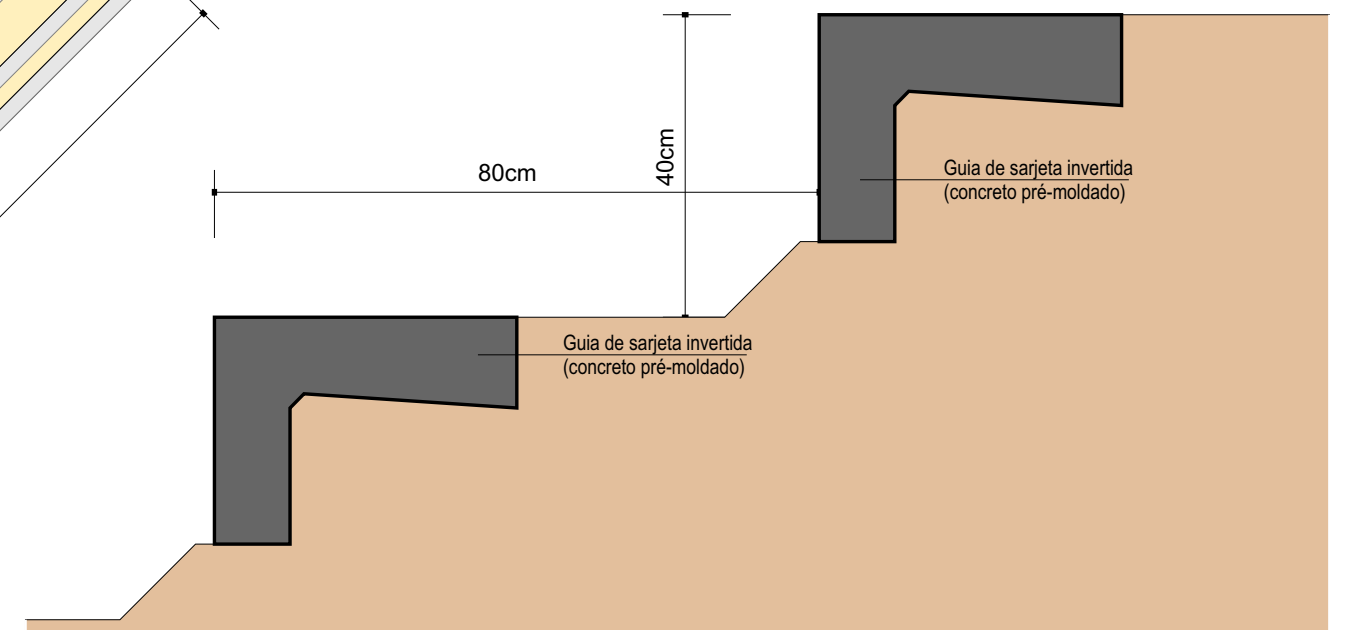 80cm
40cm
Guia de sarjeta invertida
(concreto pré-moldado)
Guia de sarjeta invertida
(concreto pré-moldado)